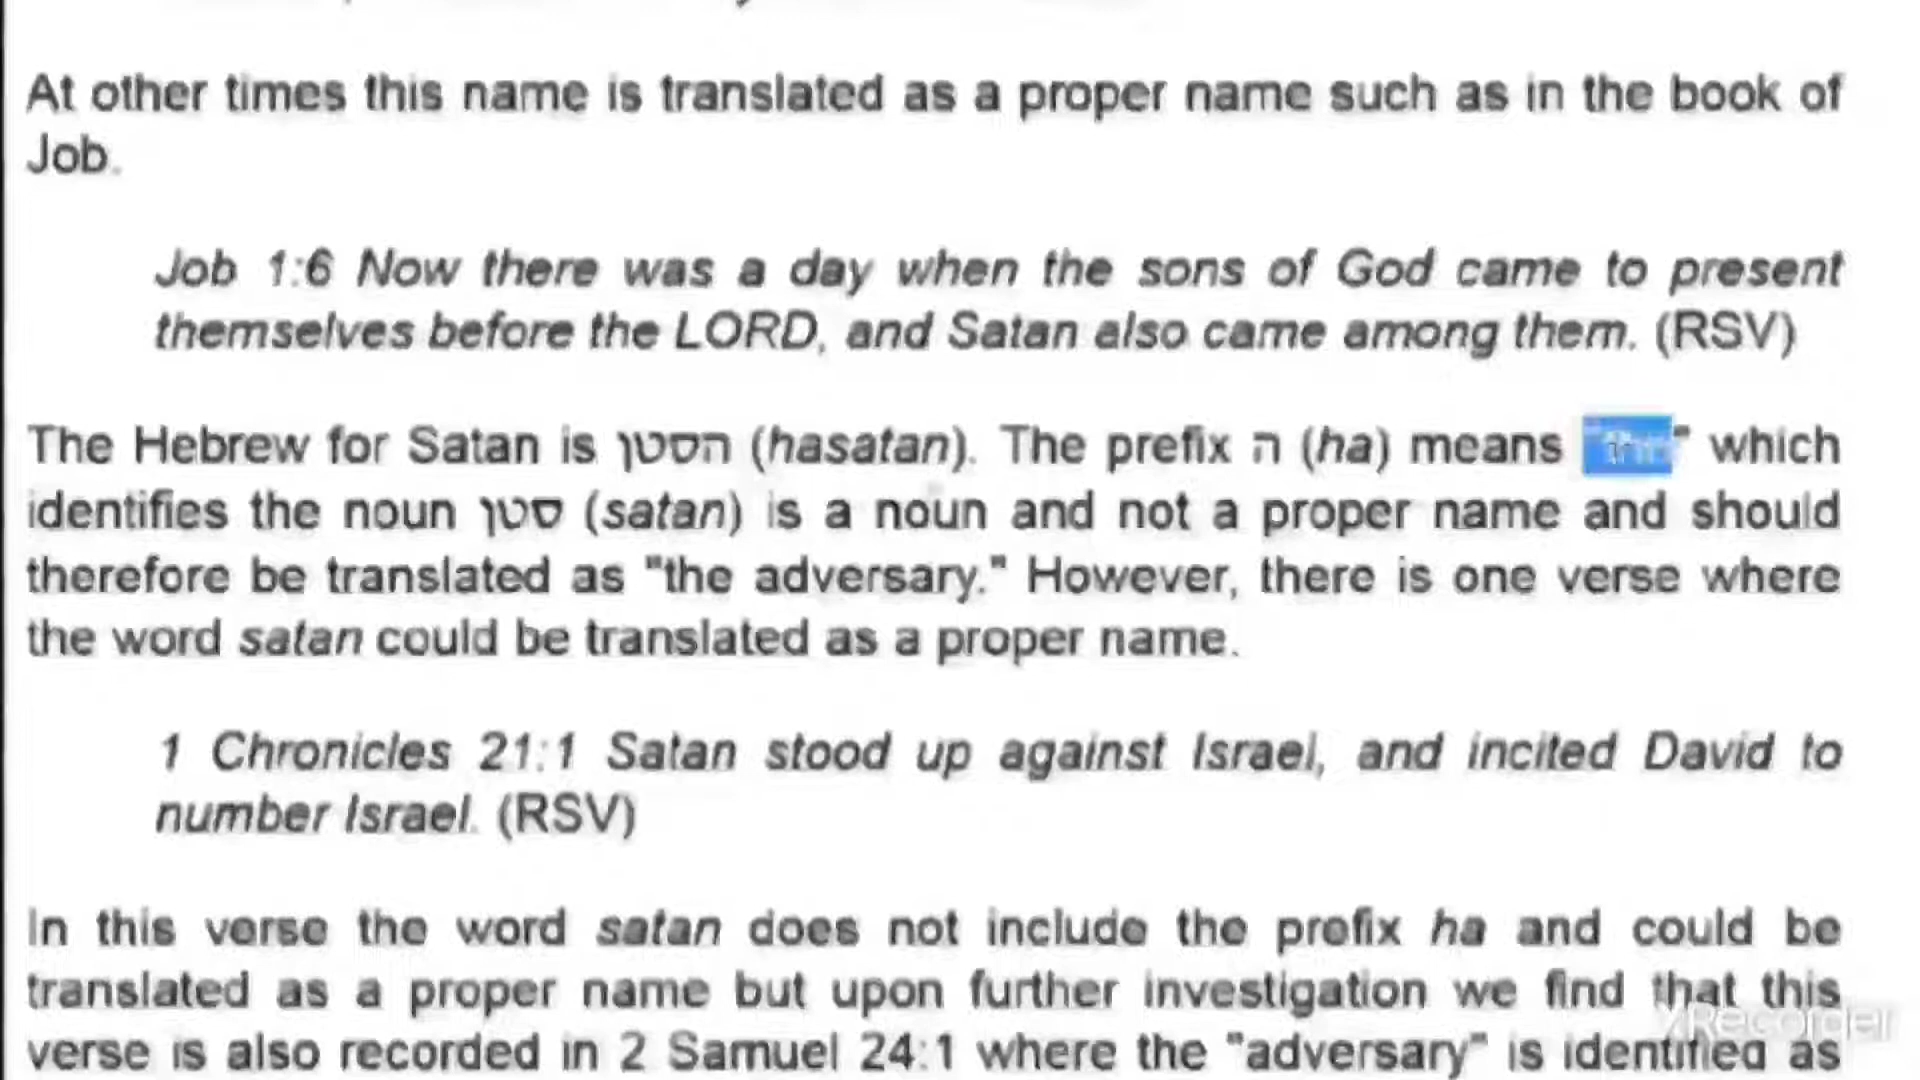 At other times this name is translated as a proper name such as in the book of
Job.
Job 1:6 Now there was a day when the sons of God came to present
themselves before the LORD, and Satan also came among them. (RSV)
The Hebrew for Satan is הסטן (hasatan). The prefix ה (ha) means "the" which
identifies the noun סטן (satan) is a noun and not a proper name and should
therefore be translated as "the adversary." However, there is one verse where
the word satan could be translated as a proper name.
1 Chronicles 21:1 Satan stood up against Israel, and incited David to
number Israel. (RSV)
In this verse the word satan does not include the prefix ha and could be
translated as a proper name but upon further investigation we find that this
verse is also recorded in 2 Samuel 24:1 where the "adversary" is identified as